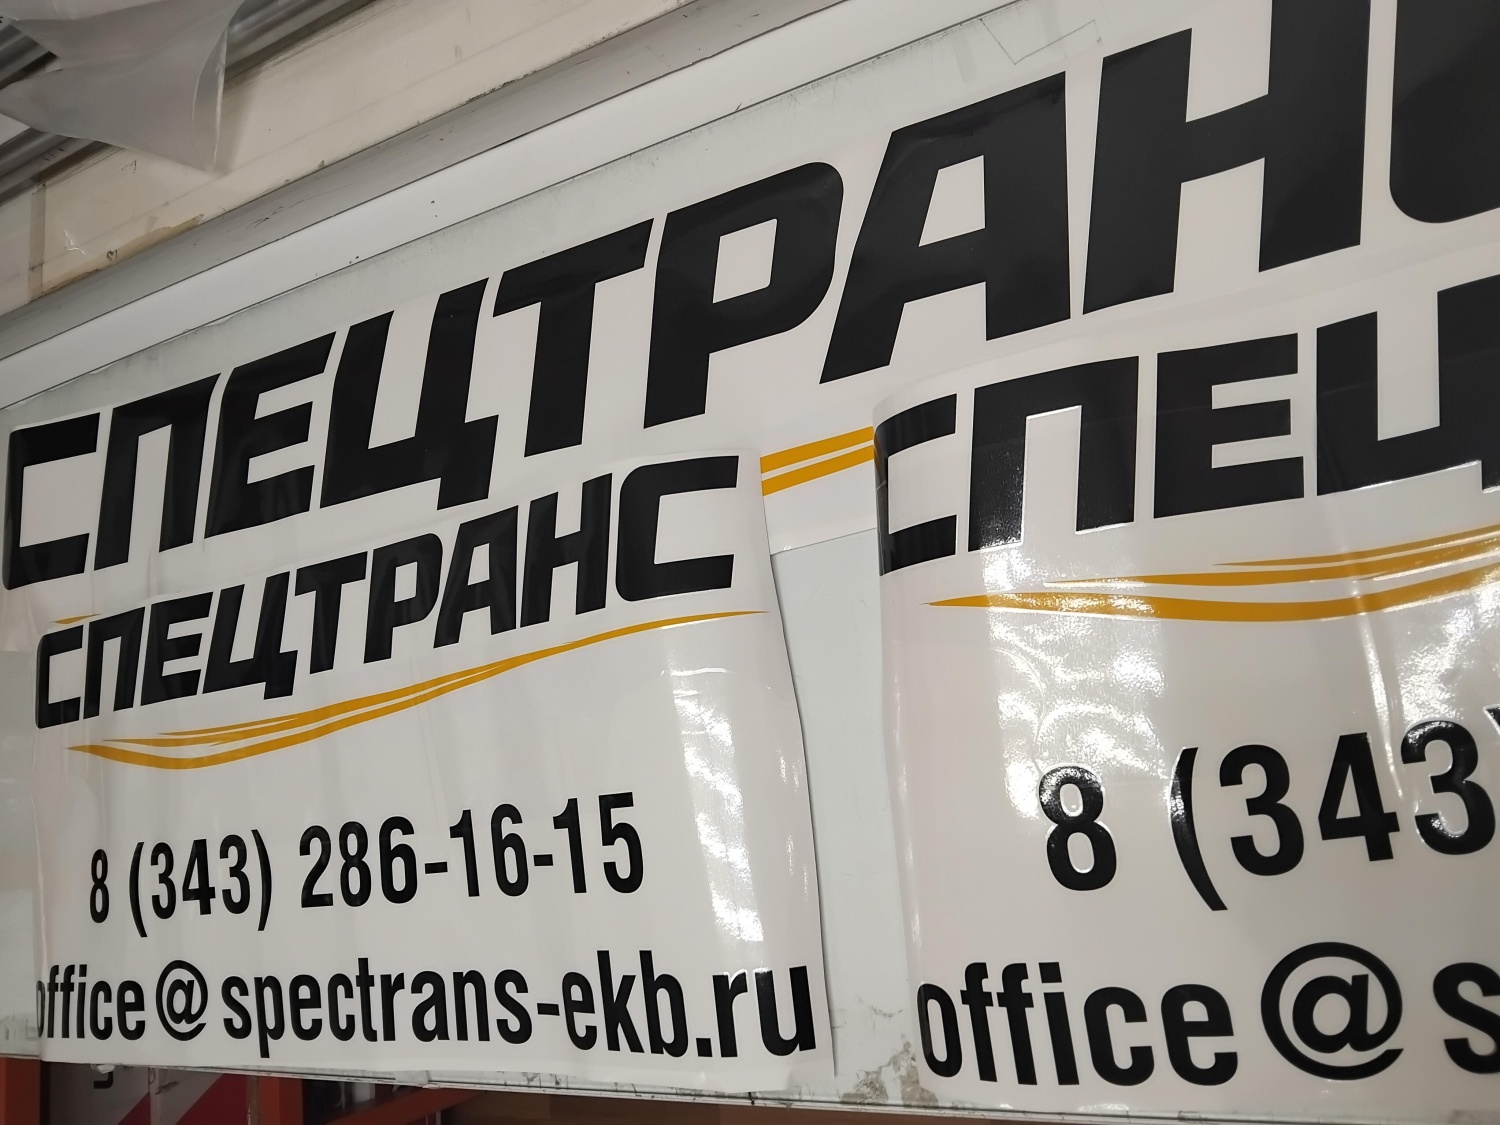 СПЕЦТРАНС
СПЕЦТРАНС
8 (343) 286-16-15
office@spectrans-ekb.ru
СПЕЦ
8 (343)
office@s